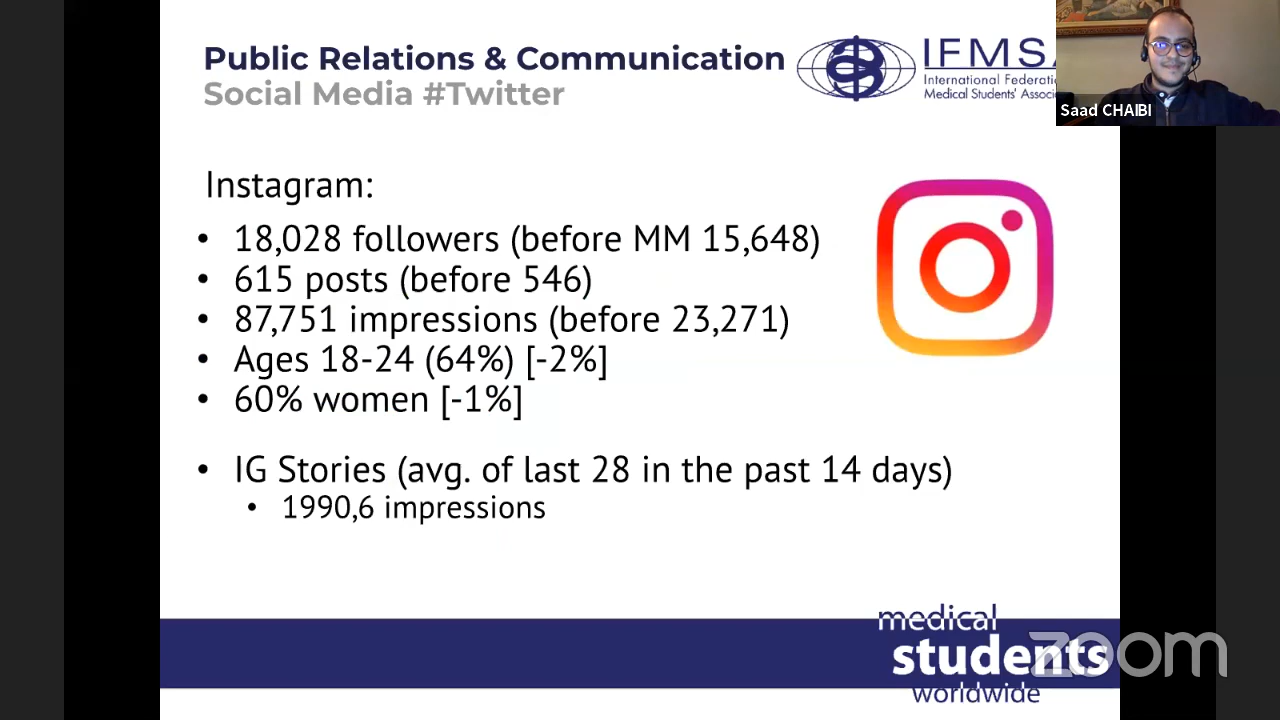 Public Relations & Communication
Social Media #Twitter
IFMSA
International Federati
Medical Students' Assoc
Saad CHAIBI
Instagram:
• 18,028 followers (before MM 15,648)
• 615 posts (before 546)
• 87,751 impressions (before 23,271)
• Ages 18-24 (64%) [-2%]
• 60% women [-1%]
• IG Stories (avg. of last 28 in the past 14 days)
• 1990,6 impressions
medical
students
worldwide
zoom